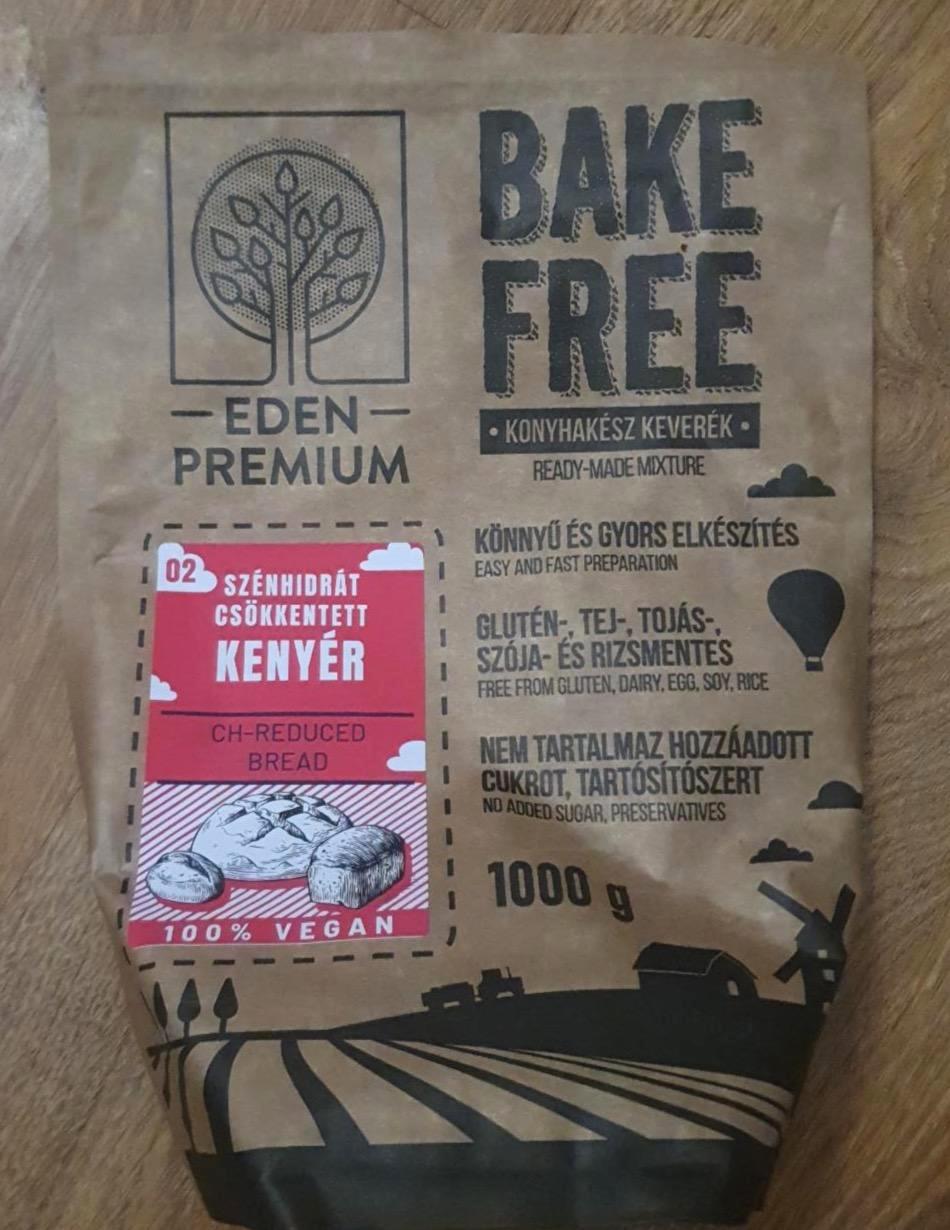 EDEN
PREMIUM
BAKE
FREE
• KONYHAKÉSZ KEVERÉK •
READY-MADE MIXTURE
02
SZÉNHIDRÁT
CSÖKKENTETT
KENYÉR
CH-REDUCED
BREAD
100% VEGAN
KÖNNYŰ ÉS GYORS ELKÉSZÍTÉS
EASY AND FAST PREPARATION
GLUTÉN-, TEJ-, TOJÁS-,
SZÓJA- ÉS RIZSMENTES
FREE FROM GLUTEN, DAIRY, EGG, SOY, RICE
NEM TARTALMAZ HOZZÁADOTT
CUKROT, TARTÓSÍTÓSZERT
NO ADDED SUGAR, PRESERVATIVES
1000 g